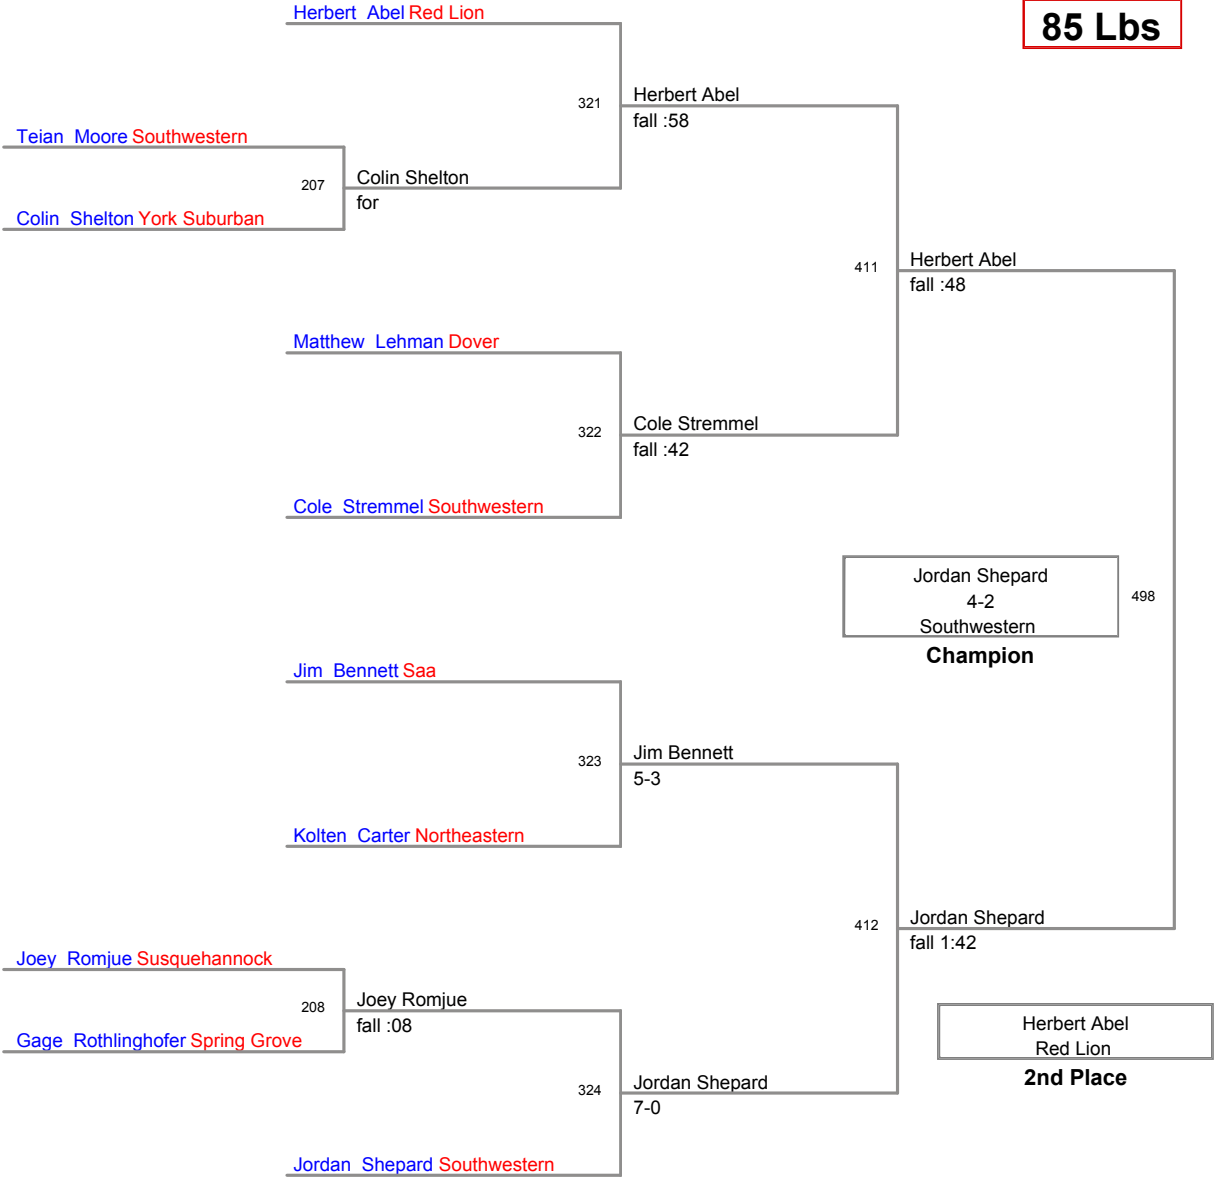 Herbert Abel Red Lion
85 Lbs
321
Herbert Abel
fall :58
Teian Moore Southwestern
207
Colin Shelton
for
Colin Shelton York Suburban
411
Herbert Abel
fall :48
Matthew Lehman Dover
322
Cole Stremmel
fall :42
Cole Stremmel Southwestern
Jordan Shepard
4-2
Southwestern
498
Champion
Jim Bennett Saa
323
Jim Bennett
5-3
Kolten Carter Northeastern
412
Jordan Shepard
fall 1:42
Joey Romjue Susquehannock
208
Joey Romjue
fall :08
Gage Rothlinghofer Spring Grove
Herbert Abel
Red Lion
2nd Place
324
Jordan Shepard
7-0
Jordan Shepard Southwestern